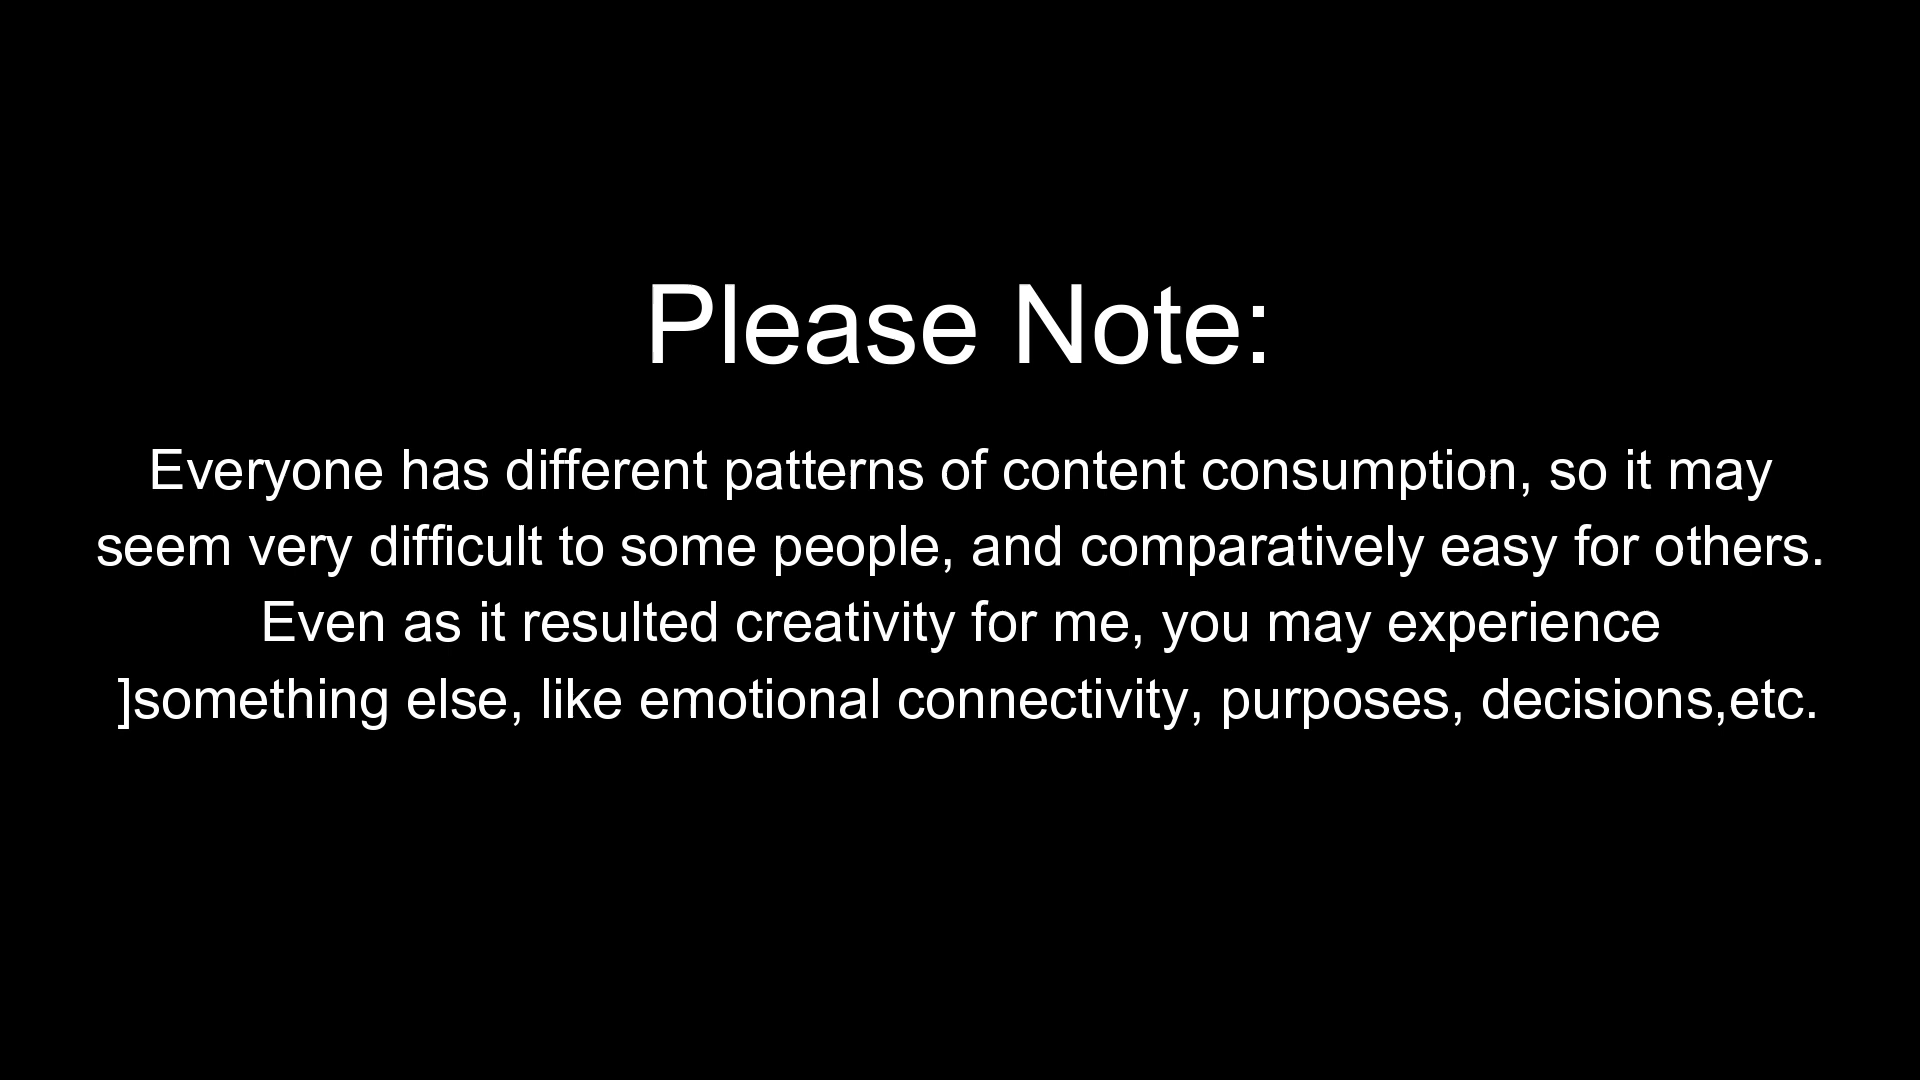 Please Note:
Everyone has different patterns of content consumption, so it may
seem very difficult to some people, and comparatively easy for others.
Even as it resulted creativity for me, you may experience
]something else, like emotional connectivity, purposes, decisions,etc.